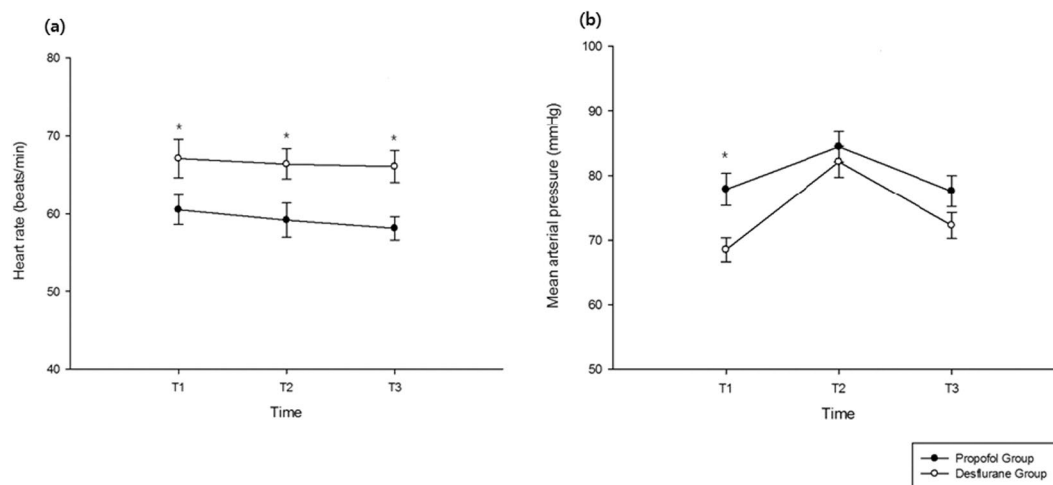 (a)
80
70
60
50
40
Heart rate (beats/min)
*
*
*
T1
T2
T3
Time
(b)
100
90
80
70
60
50
Mean arterial pressure (mmHg)
*
T1
T2
T3
Time
Propofol Group
Desflurane Group